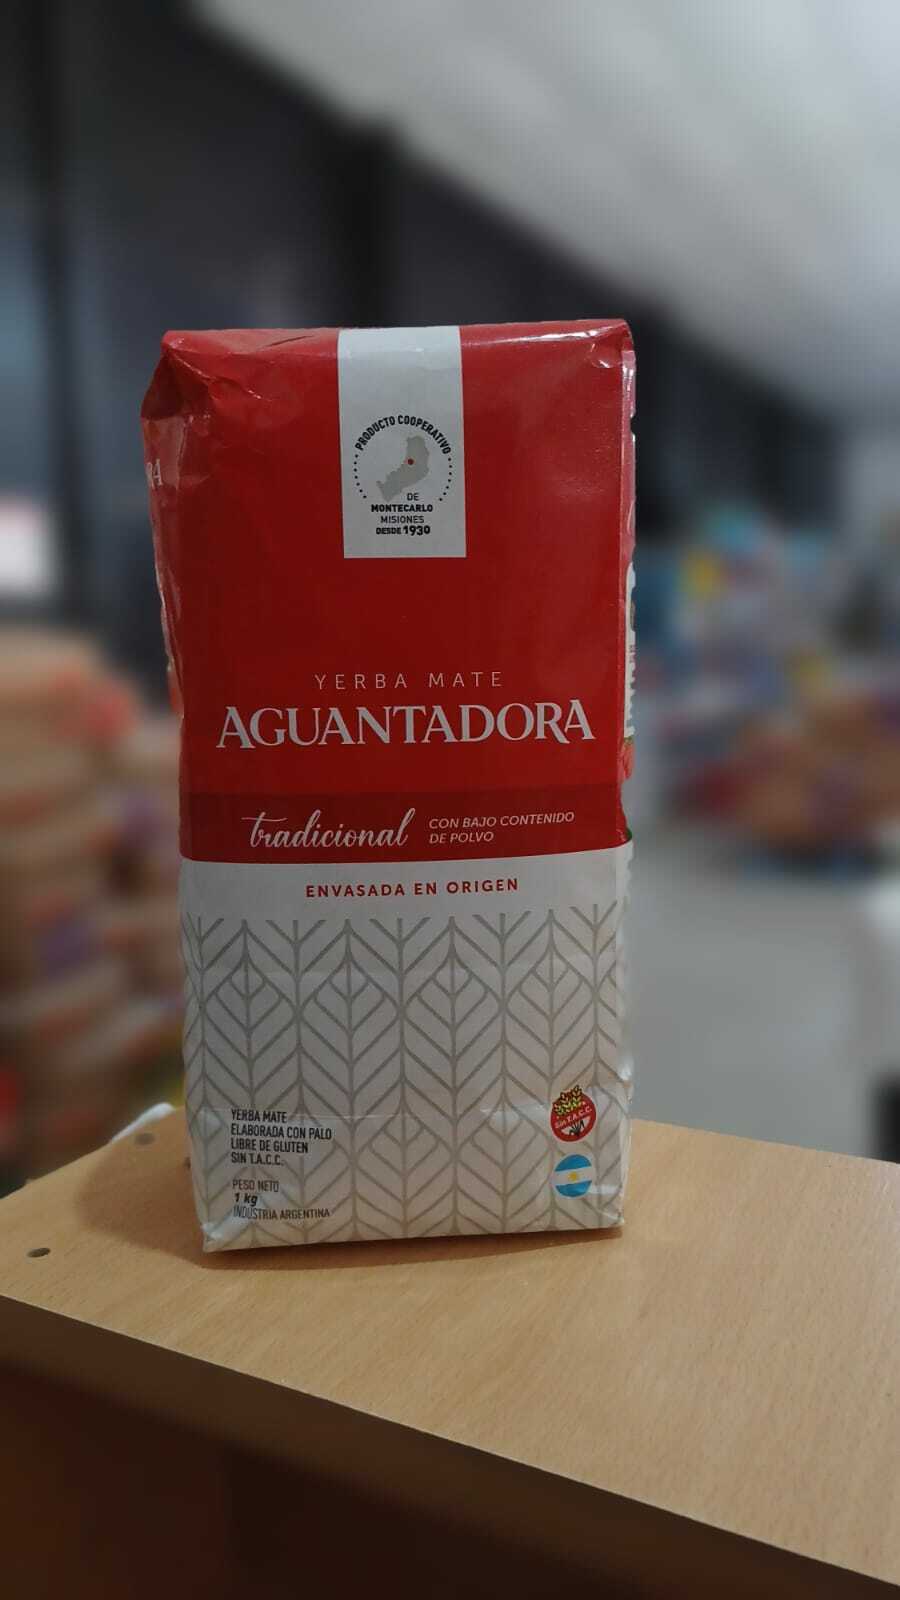 PRODUCTO COOPERATIVO
DE
MONTECARLO
MISIONES
DESDE 1930
YERBA MATE
AGUANTADORA
tradicional
CON BAJO CONTENIDO
DE POLVO
ENVASADA EN ORIGEN
YERBA MATE
ELABORADA CON PALO
LIBRE DE GLUTEN
SIN T.A.C.C.
PESO NETO
1 kg
INDUSTRIA ARGENTINA
Sin T.A.C.C.